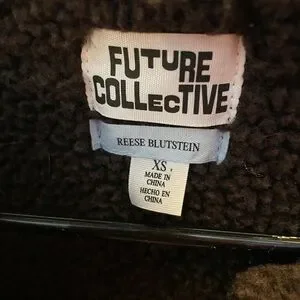 FUTURE
COLLECTIVE
REESE BLUTSTEIN
XS
MADE IN
CHINA
HECHO EN
CHINA